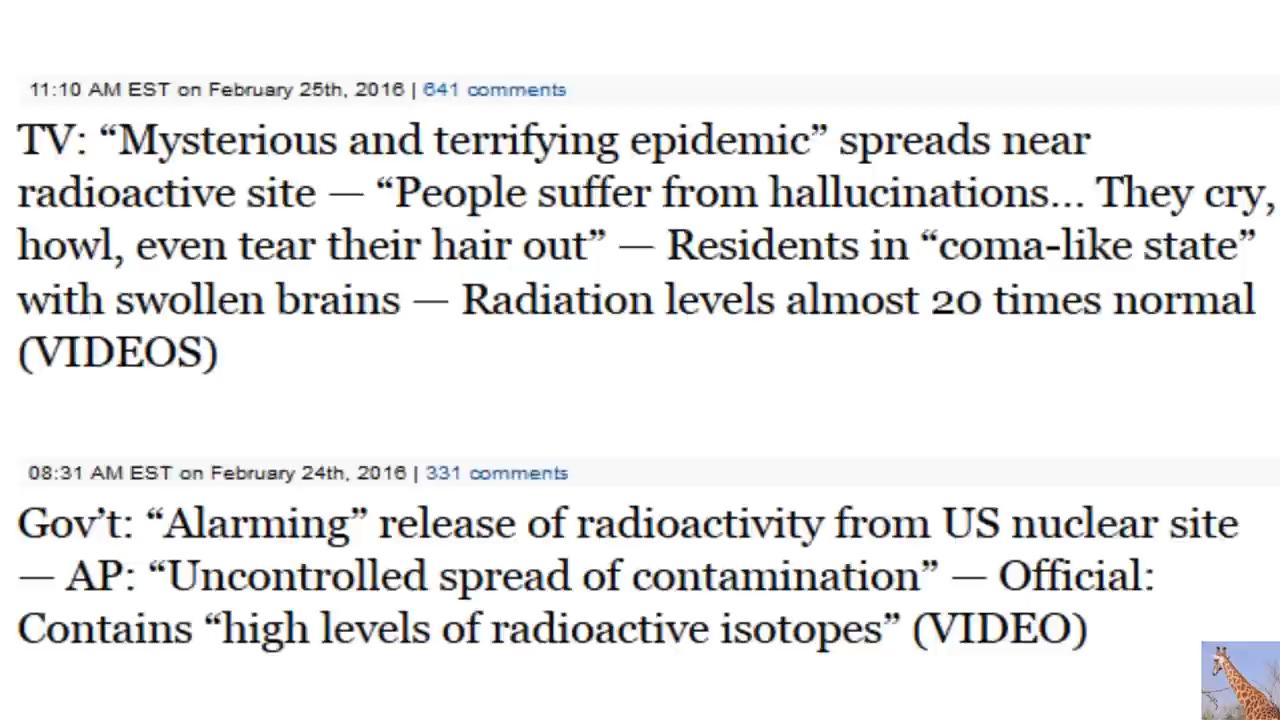 11:10 AM EST on February 25th, 2016 | 641 comments
TV: “Mysterious and terrifying epidemic” spreads near
radioactive site — “People suffer from hallucinations... They cry,
howl, even tear their hair out” — Residents in “coma-like state”
with swollen brains — Radiation levels almost 20 times normal
(VIDEOS)
08:31 AM EST on February 24th, 2016 | 331 comments
Gov’t: “Alarming” release of radioactivity from US nuclear site
— AP: “Uncontrolled spread of contamination” — Official:
Contains “high levels of radioactive isotopes” (VIDEO)